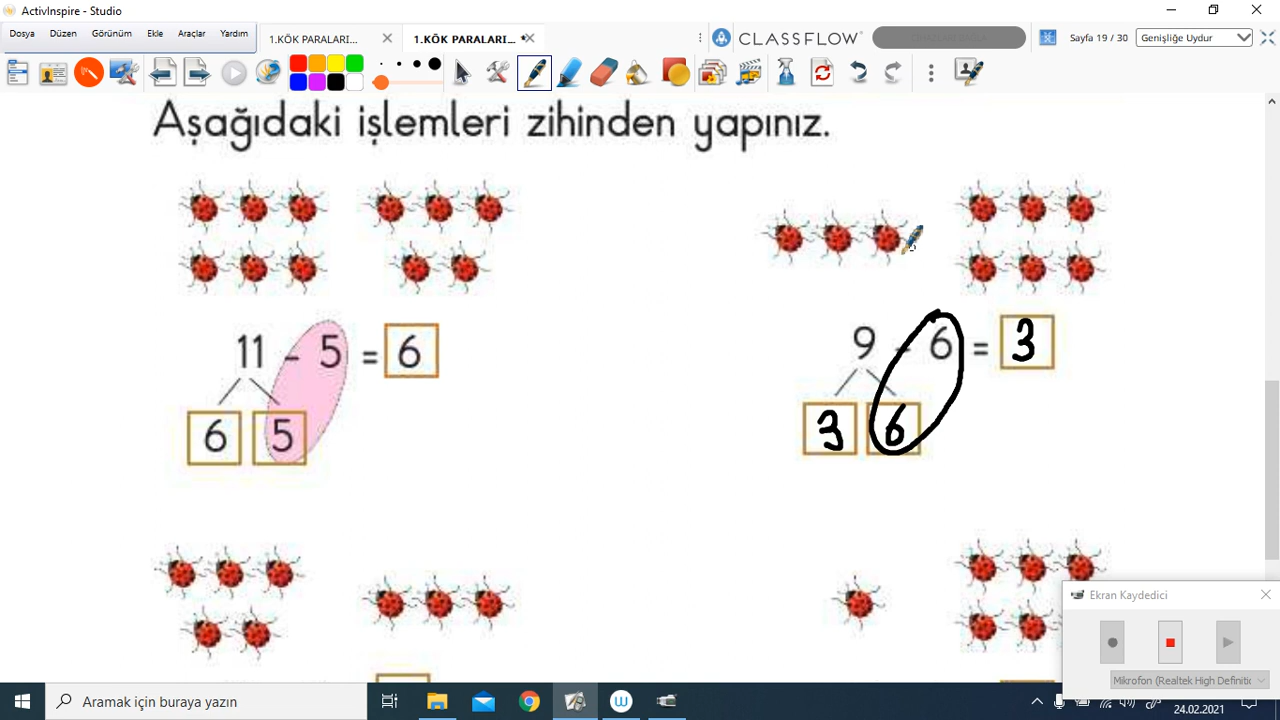 ActivInspire - Studio
Dosya Düzen Görünüm Ekle Araçlar Yardım
1.KÖK PARALARI...
1.KÖK PARALARI... *
CLASSFLOW
Sayfa 19 / 30
Genişliğe Uydur
Aşağıdaki işlemleri zihinden yapınız.
11 - 5 = 6
6 5
9 - 6 = 3
3 6
Ekran Kaydedici
Mikrofon (Realtek High Definitic
Aramak için buraya yazın
24.02.2021